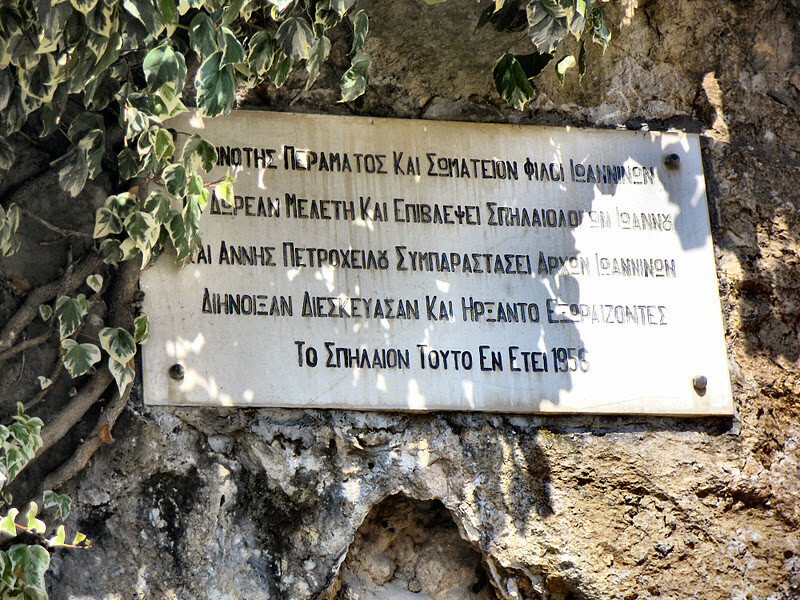 ΚΟΙΝΟΤΗΣ ΠΕΡΑΜΑΤΟΣ ΚΑΙ ΣΩΜΑΤΕΙΟΝ ΦΙΛΟΙ ΙΩΑΝΝΙΝΩΝ
ΔΩΡΕΑΝ ΜΕΛΕΤΗ ΚΑΙ ΕΠΙΒΛΕΨΕΙ ΣΠΗΛΑΙΟΛΟΓΩΝ ΙΩΑΝΝΟΥ
ΚΑΙ ΑΝΝΗΣ ΠΕΤΡΟΧΕΙΛΟΥ ΣΥΜΠΑΡΑΣΤΑΣΕΙ ΑΡΧΩΝ ΙΩΑΝΝΙΝΩΝ
ΔΙΗΝΟΙΞΑΝ ΔΙΕΣΚΕΥΑΣΑΝ ΚΑΙ ΗΡΞΑΝΤΟ ΕΞΩΡΑΙΖΟΝΤΕΣ
ΤΟ ΣΠΗΛΑΙΟΝ ΤΟΥΤΟ ΕΝ ΕΤΕΙ 1956